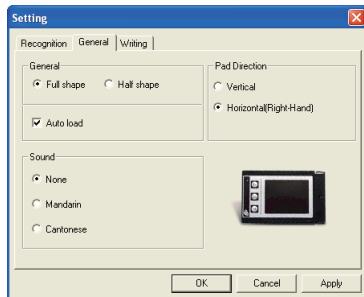 Setting
Recognition General Writing
General
Full shape Half shape
Auto load
Pad Direction
Vertical
Horizontal(Right-Hand)
Sound
None
Mandarin
Cantonese
OK Cancel Apply